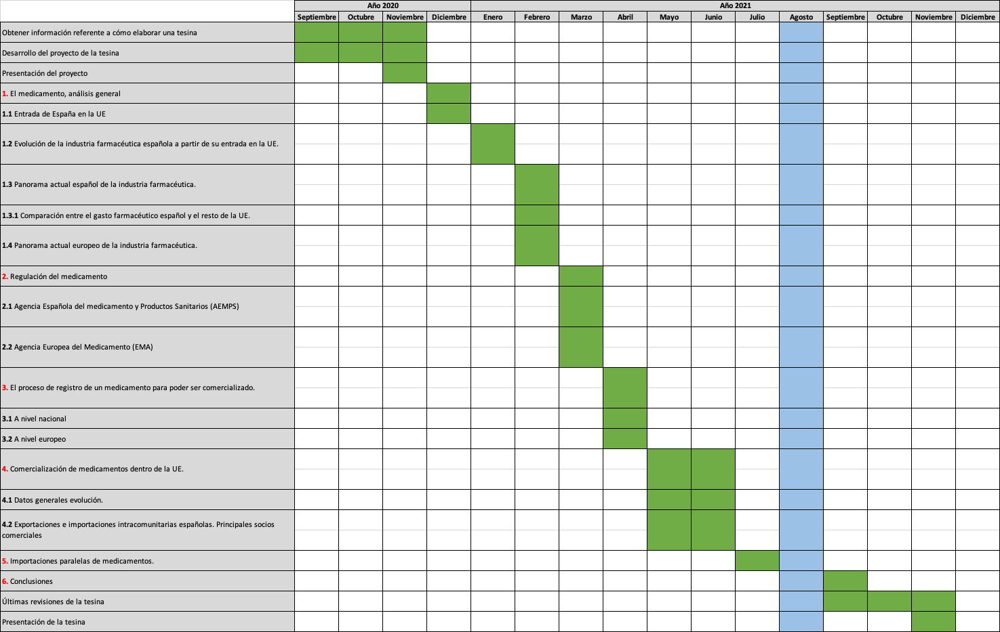 Año 2020 Año 2021
Septiembre Octubre Noviembre Diciembre Enero Febrero Marzo Abril Mayo Junio Julio Agosto Septiembre Octubre Noviembre Diciembre
Obtener información referente a cómo elaborar una tesina
Desarrollo del proyecto de la tesina
Presentación del proyecto
1. El medicamento, análisis general
1.1 Entrada de España en la UE
1.2 Evolución de la industria farmacéutica española a partir de su entrada en la UE.
1.3 Panorama actual español de la industria farmacéutica.
1.3.1 Comparación entre el gasto farmacéutico español y el resto de la UE.
1.4 Panorama actual europeo de la industria farmacéutica.
2. Regulación del medicamento
2.1 Agencia Española del medicamento y Productos Sanitarios (AEMPS)
2.2 Agencia Europea del Medicamento (EMA)
3. El proceso de registro de un medicamento para poder ser comercializado.
3.1 A nivel nacional
3.2 A nivel europeo
4. Comercialización de medicamentos dentro de la UE.
4.1 Datos generales evolución.
4.2 Exportaciones e importaciones intracomunitarias españolas. Principales socios
comerciales
5. Importaciones paralelas de medicamentos.
6. Conclusiones
Últimas revisiones de la tesina
Presentación de la tesina